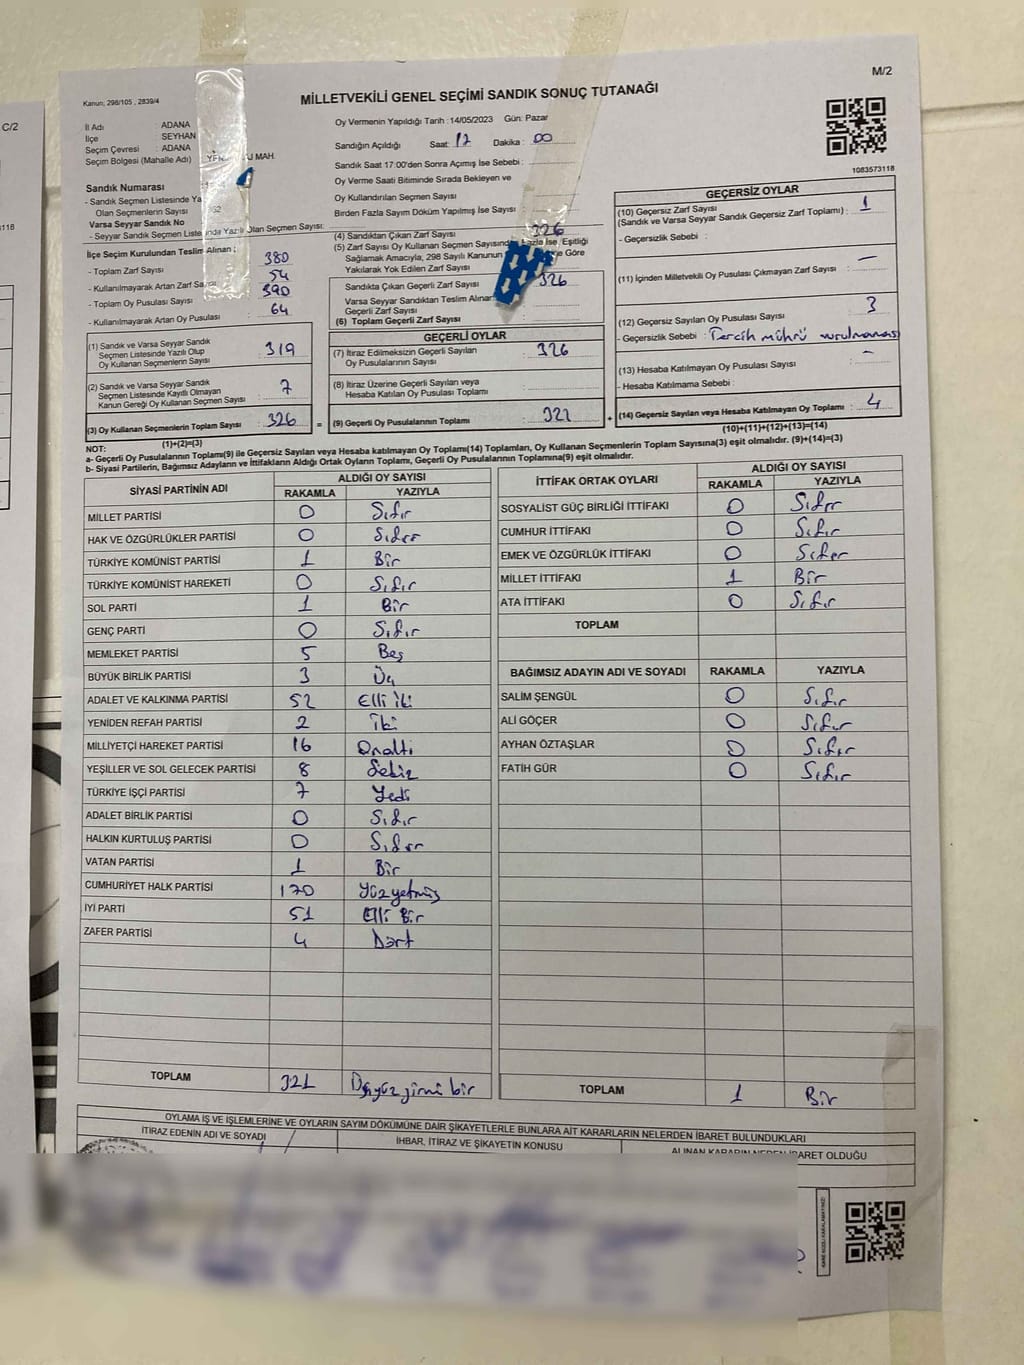 C/2
:118
M/2
Kanun, 298/105 , 2839/4
MİLLETVEKİLİ GENEL SEÇİMİ SANDIK SONUÇ TUTANAĞI
İl Adı : ADANA
İlçe : SEYHAN
Seçim Çevresi : ADANA
Seçim Bölgesi (Mahalle Adı) MAH.
Oy Vermenin Yapıldığı Tarih :14/05/2023 Gün: Pazar
Sandığın Açıldığı Saat: 17 Dakika : 00
Sandık Saat 17:00'den Sonra Açımış İse Sebebi :
Oy Verme Saati Bitiminde Sırada Bekleyen ve
Oy Kullandırılan Seçmen Sayısı :
Birden Fazla Sayım Döküm Yapılmış İse Sayısı :
1083573118
Sandık Numarası
- Sandık Seçmen Listesinde
Olan Seçmenlerin Sayısı
Varsa Seyyar Sandık No
- Seyyar Sandık Seçmen Olan Seçmen Sayısı:
İlçe Seçim Kurulundan Teslim Alınan :
- Toplam Zarf Sayısı : 380
- Kullanılmayarak Artan Zarf 54
- Toplam Oy Pusulası Sayısı 390
- Kullanılmayarak Artan Oy Pusulası : 64
(1) Sandık ve Varsa Seyyar Sandık
Seçmen Listesinde Yazılı Olup
Oy Kullanan Seçmenlerin Sayısı : 319
(2) Sandık ve Varsa Seyyar Sandık
Seçmen Listesinde Kayıtlı Olmayan
Kanun Gereği Oy Kullanan Seçmen Sayısı : 7
(3) Oy Kullanan Seçmenlerin Toplam Sayısı : 326
(1)+(2)=(3)
(4) Sandıktan Çıkan Zarf Sayısı 326
(5) Zarf Sayısı Oy Kullanan Seçmen Sayısından Fazla İse, Eşitliği
Sağlamak Amacıyla, 298 Sayılı Kanunun Göre
Yakılarak Yok Edilen Zarf Sayısı
Sandıkta Çıkan Geçerli Zarf Sayısı 326
Varsa Seyyar Sandıktan Teslim Alınan
Geçerli Zarf Sayısı
(6) Toplam Geçerli Zarf Sayısı
GEÇERLİ OYLAR
(7) İtiraz Edilmeksizin Geçerli Sayılan
Oy Pusulalarının Sayısı : 326
(8) İtiraz Üzerine Geçerli Sayılan veya
Hesaba Katılan Oy Pusulası Toplamı :
= (9) Geçerli Oy Pusulalarının Toplamı : 322
GEÇERSİZ OYLAR
(10) Geçersiz Zarf Sayısı
(Sandık ve Varsa Seyyar Sandık Geçersiz Zarf Toplamı) : 1
- Geçersizlik Sebebi :
(11) İçinden Milletvekili Oy Pusulası Çıkmayan Zarf Sayısı : —
(12) Geçersiz Sayılan Oy Pusulası Sayısı : 3
- Geçersizlik Sebebi : Tercih mührü vurulmaması
(13) Hesaba Katılmayan Oy Pusulası Sayısı : —
- Hesaba Katılmama Sebebi :
+ (14) Geçersiz Sayılan veya Hesaba Katılmayan Oy Toplamı : 4
(10)+(11)+(12)+(13)=(14)
NOT:
a- Geçerli Oy Pusulalarının Toplamı(9) ile Geçersiz Sayılan veya Hesaba Katılmayan Oy Toplamı(14) Toplamları, Oy Kullanan Seçmenlerin Toplam Sayısına(3) eşit olmalıdır. (9)+(14)=(3)
b- Siyasi Partilerin, Bağımsız Adayların ve İttifakların Aldığı Ortak Oyların Toplamı, Geçerli Oy Pusulalarının Toplamına(9) eşit olmalıdır.
SİYASİ PARTİNİN ADI ALDIĞI OY SAYISI
RAKAMLA YAZIYLA
MİLLET PARTİSİ 0 Sıfır
HAK VE ÖZGÜRLÜKLER PARTİSİ 0 Sıfır
TÜRKİYE KOMÜNİST PARTİSİ 1 Bir
TÜRKİYE KOMÜNİST HAREKETİ 0 Sıfır
SOL PARTİ 1 Bir
GENÇ PARTİ 0 Sıfır
MEMLEKET PARTİSİ 5 Beş
BÜYÜK BİRLİK PARTİSİ 3 Üç
ADALET VE KALKINMA PARTİSİ 52 Elli iki
YENİDEN REFAH PARTİSİ 2 iki
MİLLİYETÇİ HAREKET PARTİSİ 16 Onaltı
YEŞİLLER VE SOL GELECEK PARTİSİ 8 Sekiz
TÜRKİYE İŞÇİ PARTİSİ 7 Yedi
ADALET BİRLİK PARTİSİ 0 Sıfır
HALKIN KURTULUŞ PARTİSİ 0 Sıfır
VATAN PARTİSİ 1 Bir
CUMHURİYET HALK PARTİSİ 170 Yüzyetmiş
İYİ PARTİ 51 Elli Bir
ZAFER PARTİSİ 4 Dört
TOPLAM 321 Üçyüzyirmi bir
İTTİFAK ORTAK OYLARI ALDIĞI OY SAYISI
RAKAMLA YAZIYLA
SOSYALİST GÜÇ BİRLİĞİ İTTİFAKI 0 Sıfır
CUMHUR İTTİFAKI 0 Sıfır
EMEK VE ÖZGÜRLÜK İTTİFAKI 0 Sıfır
MİLLET İTTİFAKI 1 Bir
ATA İTTİFAKI 0 Sıfır
TOPLAM
BAĞIMSIZ ADAYIN ADI VE SOYADI RAKAMLA YAZIYLA
SALİM ŞENGÜL 0 Sıfır
ALİ GÖÇER 0 Sıfır
AYHAN ÖZTAŞLAR 0 Sıfır
FATİH GÜR 0 Sıfır
TOPLAM 1 Bir
OYLAMA İŞ VE İŞLEMLERİNE VE OYLARIN SAYIM DÖKÜMÜNE DAİR ŞİKAYETLERLE BUNLARA AİT KARARLARIN NELERDEN İBARET BULUNDUKLARI
İTİRAZ EDENİN ADI VE SOYADI
İHBAR, İTİRAZ VE ŞİKAYETİN KONUSU
ALINAN KARARIN NEDEN İBARET OLDUĞU